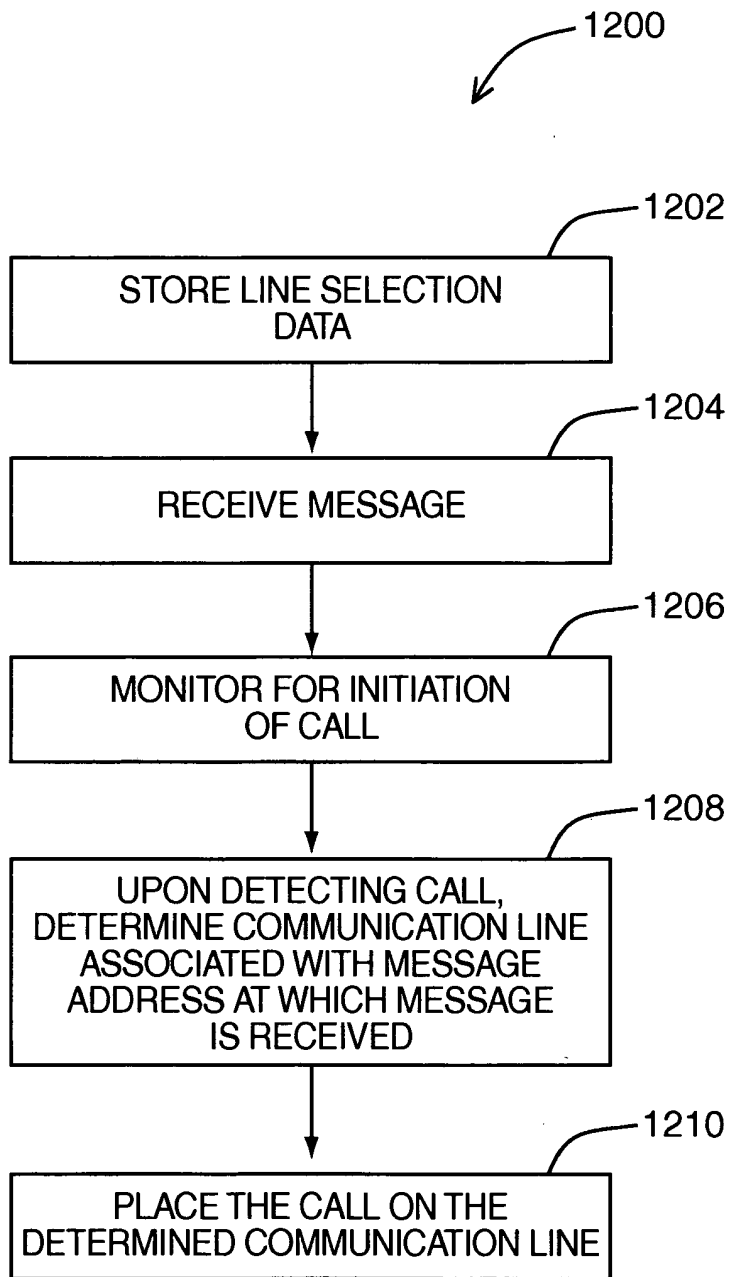 1200
1202
STORE LINE SELECTION
DATA
1204
RECEIVE MESSAGE
1206
MONITOR FOR INITIATION
OF CALL
1208
UPON DETECTING CALL,
DETERMINE COMMUNICATION LINE
ASSOCIATED WITH MESSAGE
ADDRESS AT WHICH MESSAGE
IS RECEIVED
1210
PLACE THE CALL ON THE
DETERMINED COMMUNICATION LINE